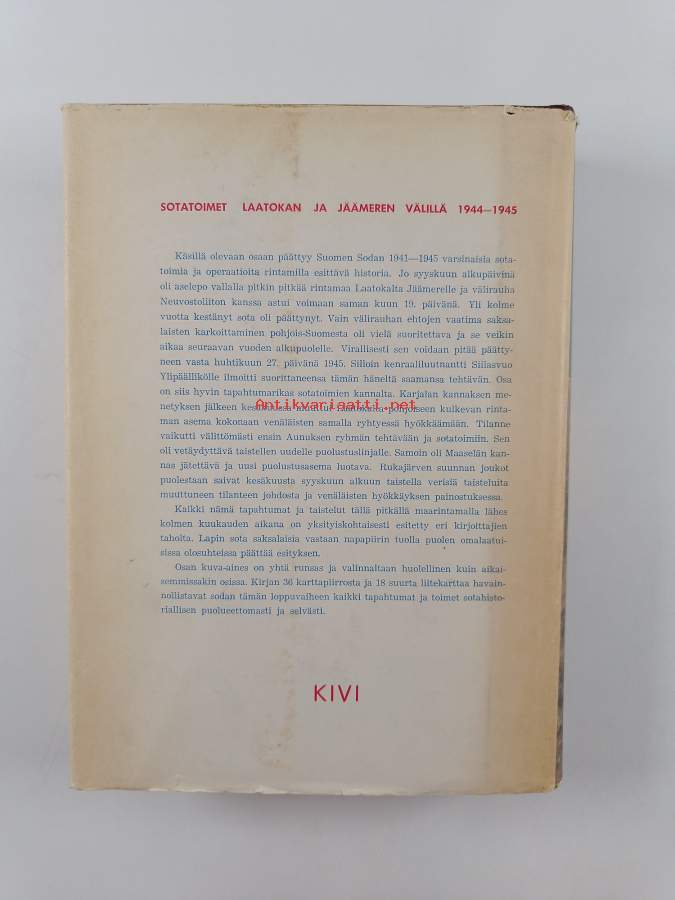 SOTATOIMET LAATOKAN JA JÄÄMEREN VÄLILLÄ 1944—1945
Käsillä olevaan osaan päättyy Suomen Sodan 1941—1945 varsinaisia sota-
toimia ja operaatioita rintamilla esittävä historia. Jo syyskuun alkupäivinä
oli aselepo vallalla pitkin pitkää rintamaa Laatokalta Jäämerelle ja välirauha
Neuvostoliiton kanssa astui voimaan saman kuun 19. päivänä. Yli kolme
vuotta kestänyt sota oli päättynyt. Vain välirauhan ehtojen vaatima saksa-
laisten karkoittaminen pohjois-Suomesta oli vielä suoritettava ja se veikin
aikaa seuraavan vuoden alkupuolelle. Virallisesti sen voidaan pitää päätty-
neen vasta huhtikuun 27. päivänä 1945. Silloin kenraaliluutnantti Siilasvuo
Ylipäällikölle ilmoitti suorittaneensa tämän häneltä saamansa tehtävän. Osa
on siis hyvin tapahtumarikas sotatoimien kannalta. Karjalan kannaksen me-
netyksen jälkeen kesäkuussa muuttui Laatokalta pohjoiseen kulkevan rinta-
Antikvariaatti.net
man asema kokonaan venäläisten samalla ryhtyessä hyökkäämään. Tilanne
vaikutti välittömästi ensin Aunuksen ryhmän tehtävään ja sotatoimiin. Sen
oli vetäydyttävä taistellen uudelle puolustuslinjalle. Samoin oli Maaselän kan-
nas jätettävä ja uusi puolustusasema luotava. Rukajärven suunnan joukot
puolestaan saivat kesäkuusta syyskuun alkuun taistella verisiä taisteluita
muuttuneen tilanteen johdosta ja venäläisten hyökkäyksen painostuksessa.
Kaikki nämä tapahtumat ja taistelut tällä pitkällä maarintamalla lähes
kolmen kuukauden aikana on yksityiskohtaisesti esitetty eri kirjoittajien
taholta. Lapin sota saksalaisia vastaan napapiirin tuolla puolen omalaatui-
sissa olosuhteissa päättää esityksen.
Osan kuva-aines on yhtä runsas ja valinnaltaan huolellinen kuin aikai-
semmissakin osissa. Kirjan 36 karttapiirrosta ja 18 suurta liitekarttaa havain-
nollistavat sodan tämän loppuvaiheen kaikki tapahtumat ja toimet sotahisto-
riallisen puolueettomasti ja selvästi.
KIVI